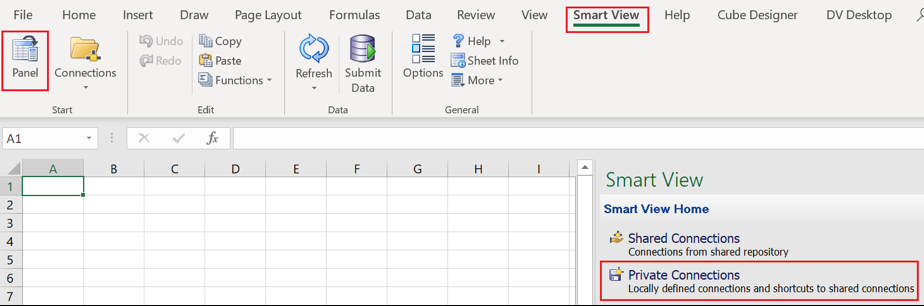 File Home Insert Draw Page Layout Formulas Data Review View Smart View Help Cube Designer DV Desktop
Panel
Connections
Start
Undo
Redo
Copy
Paste
Functions
Edit
Refresh
Submit
Data
Data
Options
Help
Sheet Info
More
General
A1
fx
A B C D E F G H I
1
2
3
4
5
6
7
Smart View
Smart View Home
Shared Connections
Connections from shared repository
Private Connections
Locally defined connections and shortcuts to shared connections